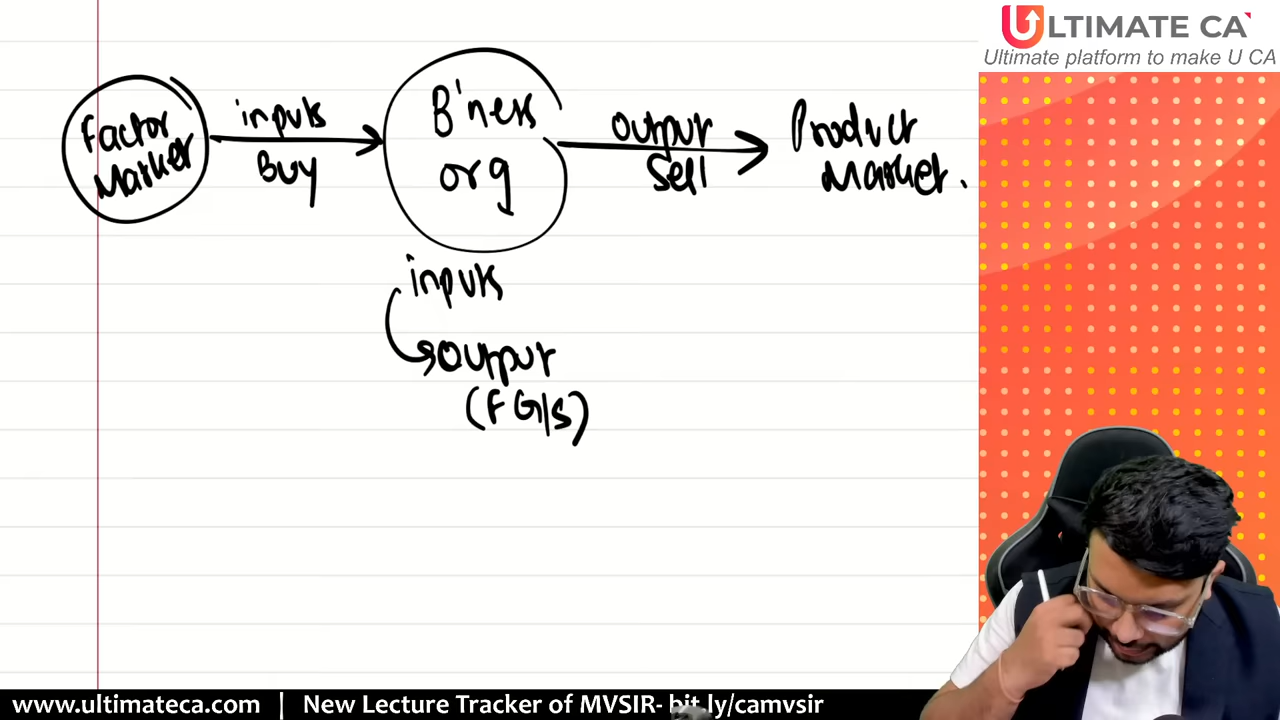 ULTIMATE CA
Ultimate platform to make U CA
Factor
Market
inputs
Buy
B'ness
org
output
Sell
Product
Market.
inputs
output
(F G/s)
www.ultimateca.com | New Lecture Tracker of MVSIR- bit.ly/camvsir